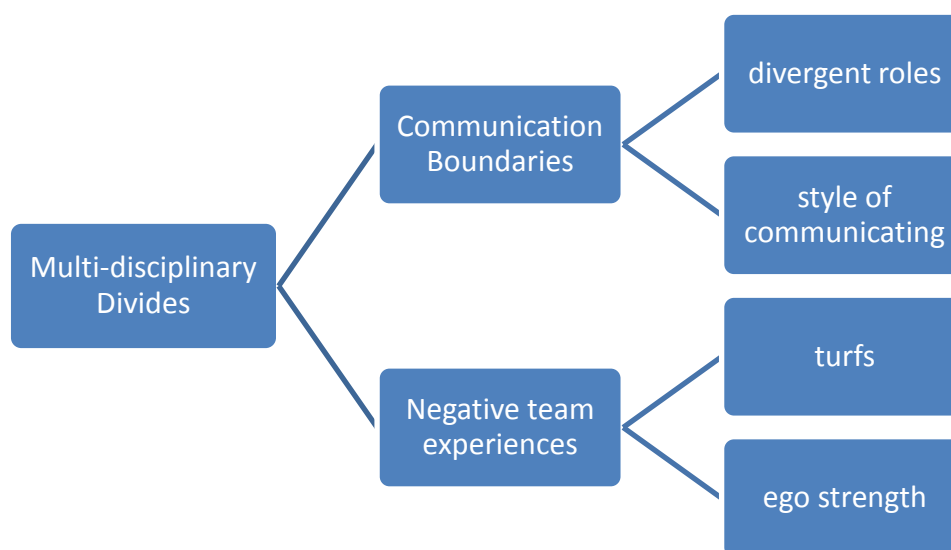 Multi-disciplinary
Divides
Communication
Boundaries
Negative team
experiences
divergent roles
style of
communicating
turfs
ego strength